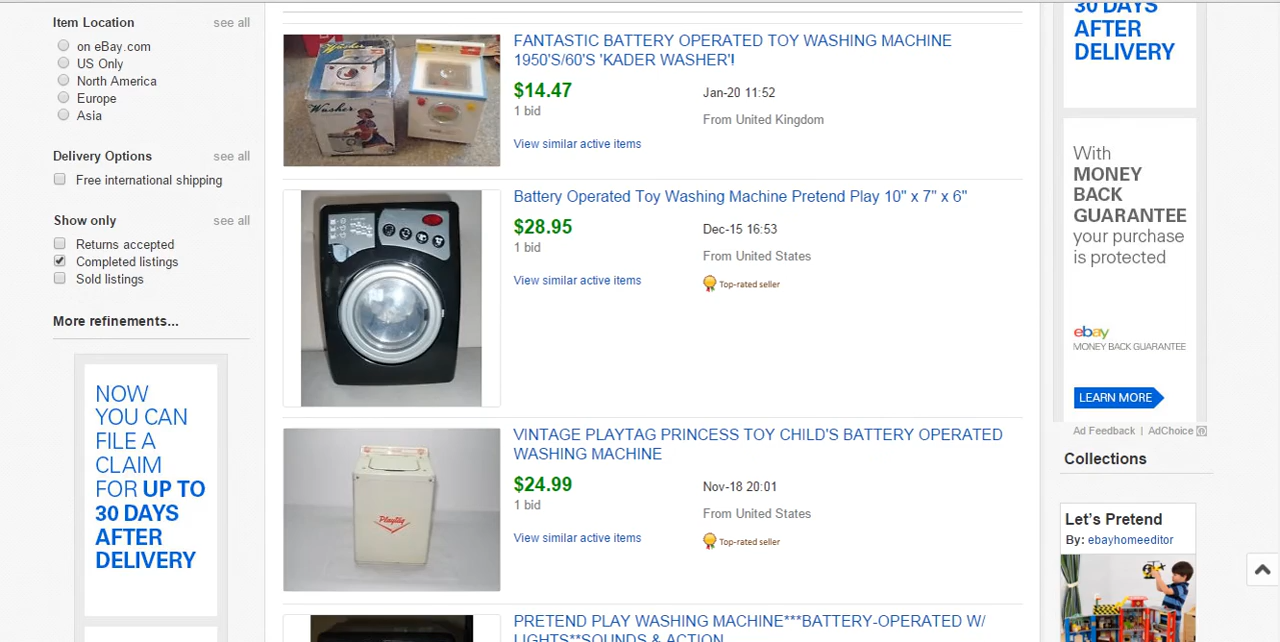 Item Location
see all
on eBay.com
US Only
North America
Europe
Asia
Delivery Options
see all
Free international shipping
Show only
see all
Returns accepted
Completed listings
Sold listings
More refinements...
NOW
YOU CAN
FILE A
CLAIM
FOR UP TO
30 DAYS
AFTER
DELIVERY
Washer
Washer
FANTASTIC BATTERY OPERATED TOY WASHING MACHINE
1950'S/60'S 'KADER WASHER'!
$14.47
Jan-20 11:52
1 bid
From United Kingdom
View similar active items
Battery Operated Toy Washing Machine Pretend Play 10" x 7" x 6"
$28.95
Dec-15 16:53
1 bid
From United States
View similar active items
Top-rated seller
Playtag
VINTAGE PLAYTAG PRINCESS TOY CHILD'S BATTERY OPERATED
WASHING MACHINE
$24.99
Nov-18 20:01
1 bid
From United States
View similar active items
Top-rated seller
PRETEND PLAY WASHING MACHINE***BATTERY-OPERATED W/
LIGHTS**SOUNDS & ACTION
30 DAYS
AFTER
DELIVERY
With
MONEY
BACK
GUARANTEE
your purchase
is protected
ebay
MONEY BACK GUARANTEE
LEARN MORE
Ad Feedback | AdChoice
Collections
Let's Pretend
By: ebayhomeeditor